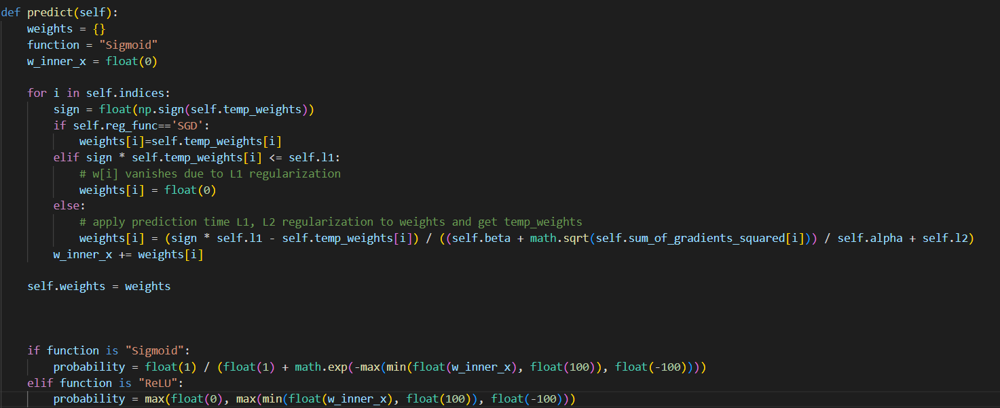 def predict(self):
    weights = {}
    function = "Sigmoid"
    w_inner_x = float(0)

    for i in self.indices:
        sign = float(np.sign(self.temp_weights))
        if self.reg_func=='SGD':
            weights[i]=self.temp_weights[i]
        elif sign * self.temp_weights[i] <= self.l1:
            # w[i] vanishes due to L1 regularization
            weights[i] = float(0)
        else:
            # apply prediction time L1, L2 regularization to weights and get temp_weights
            weights[i] = (sign * self.l1 - self.temp_weights[i]) / ((self.beta + math.sqrt(self.sum_of_gradients_squared[i])) / self.alpha + self.l2)
        w_inner_x += weights[i]

    self.weights = weights

    if function is "Sigmoid":
        probability = float(1) / (float(1) + math.exp(-max(min(float(w_inner_x), float(100)), float(-100))))
    elif function is "ReLU":
        probability = max(float(0), max(min(float(w_inner_x), float(100)), float(-100)))